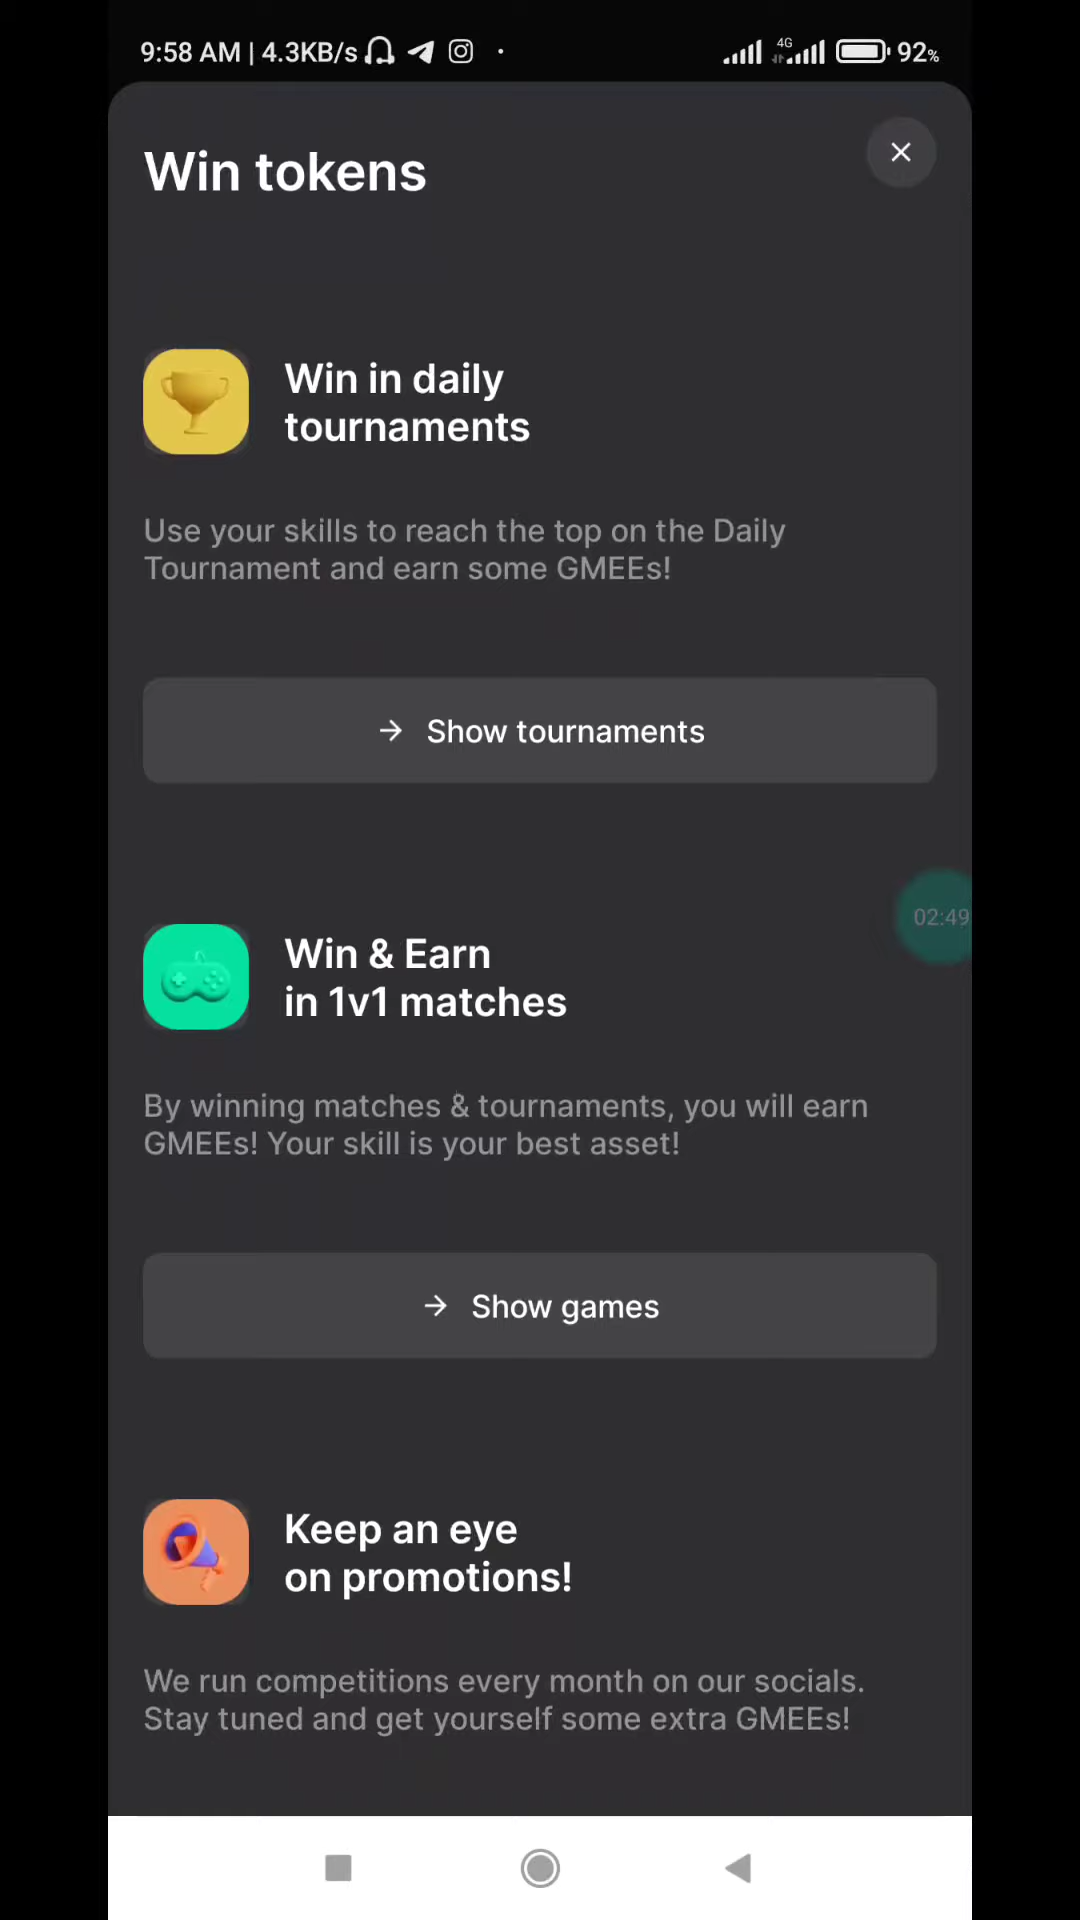 9:58 AM | 4.3KB/s 4G 92%
Win tokens
Win in daily
tournaments
Use your skills to reach the top on the Daily
Tournament and earn some GMEEs!
→ Show tournaments
02:49
Win & Earn
in 1v1 matches
By winning matches & tournaments, you will earn
GMEEs! Your skill is your best asset!
→ Show games
Keep an eye
on promotions!
We run competitions every month on our socials.
Stay tuned and get yourself some extra GMEEs!